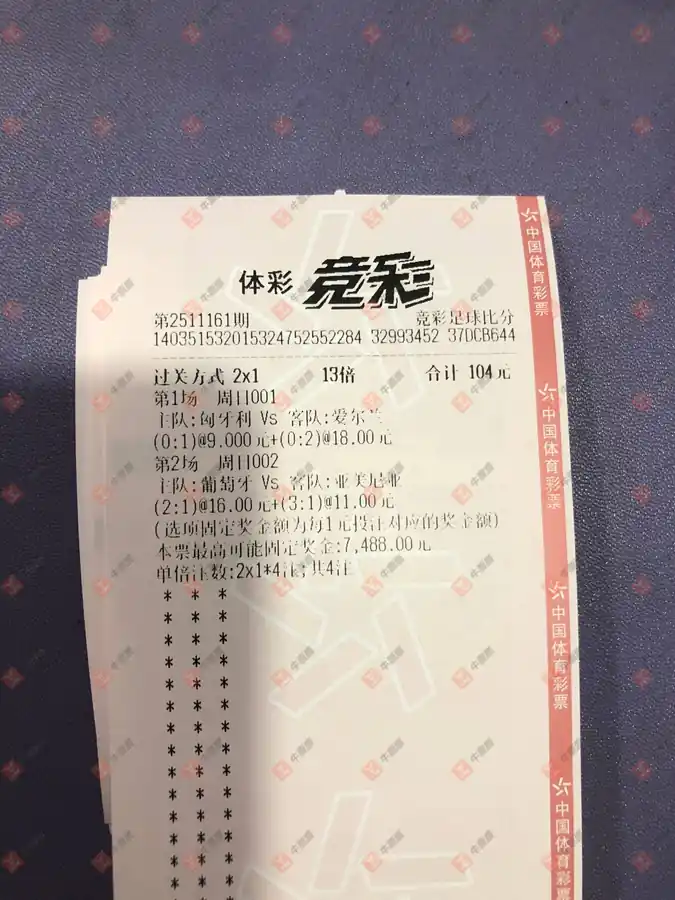 体彩 竞彩
第2511161期 竞彩足球比分
140351532015324752552284 32993452 37DCB644
过关方式 2x1 13倍 合计 104元
第1场 周日001
主队:匈牙利 Vs 客队:爱尔兰
(0:1)@9.000元+(0:2)@18.00元
第2场 周日002
主队:葡萄牙 Vs 客队:亚美尼亚
(2:1)@16.00元+(3:1)@11.00元
(选项固定奖金额为每1元投注对应的奖金额)
本票最高可能固定奖金:7,488.00元
单倍注数:2x1*4注;共4注
中国体育彩票
中国体育彩票
中国体育彩票
中国体育彩票